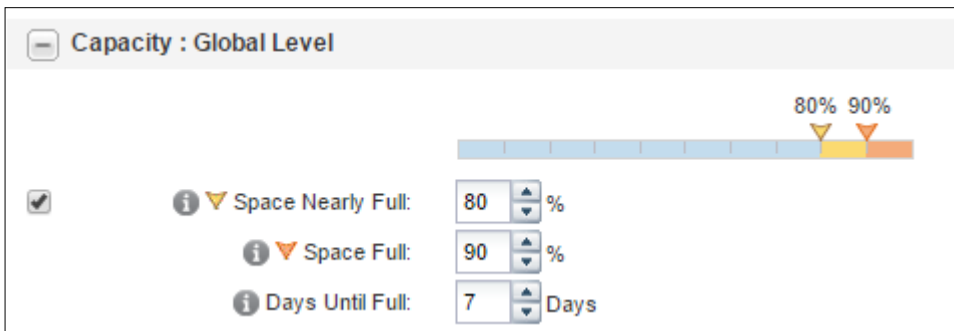 Capacity : Global Level
80% 90%
Space Nearly Full: 80 %
Space Full: 90 %
Days Until Full: 7 Days